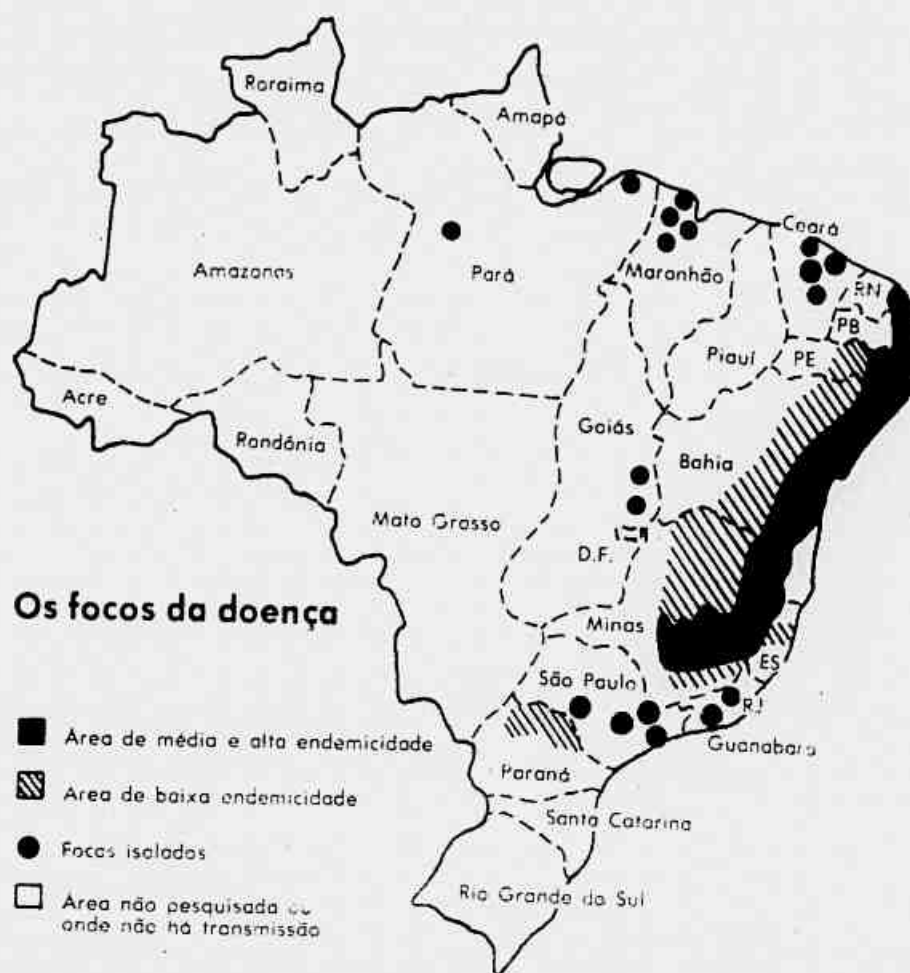 Roraima
Amapá
Amazonas
Pará
Maranhão
Ceará
RN
PB
PE
Piauí
Acre
Rondônia
Goiás
Bahia
Mato Grosso
D.F.
Os focos da doença
Minas
ES
São Paulo
RJ
Guanabara
Área de média e alta endemicidade
Paraná
Área de baixa endemicidade
Santa Catarina
Focos isolados
Rio Grande do Sul
Área não pesquisada ou
onde não há transmissão